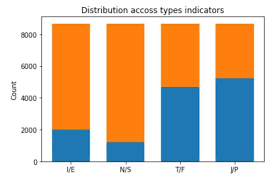 Distribution accoss types indicators
8000
6000
4000
2000
0
Count
I/E N/S T/F J/P